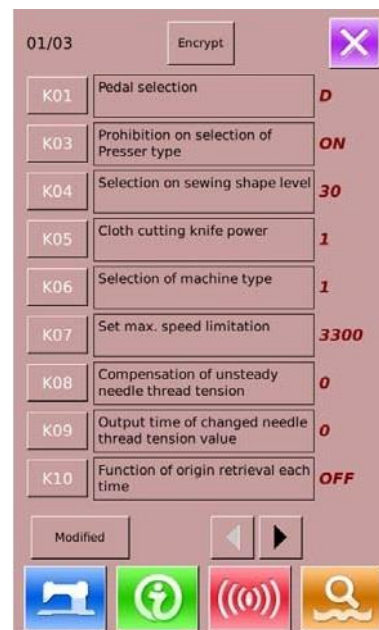 01/03
Encrypt
K01
Pedal selection
D
K03
Prohibition on selection of
Presser type
ON
K04
Selection on sewing shape level
30
K05
Cloth cutting knife power
1
K06
Selection of machine type
1
K07
Set max. speed limitation
3300
K08
Compensation of unsteady
needle thread tension
0
K09
Output time of changed needle
thread tension value
0
K10
Function of origin retrieval each
time
OFF
Modified